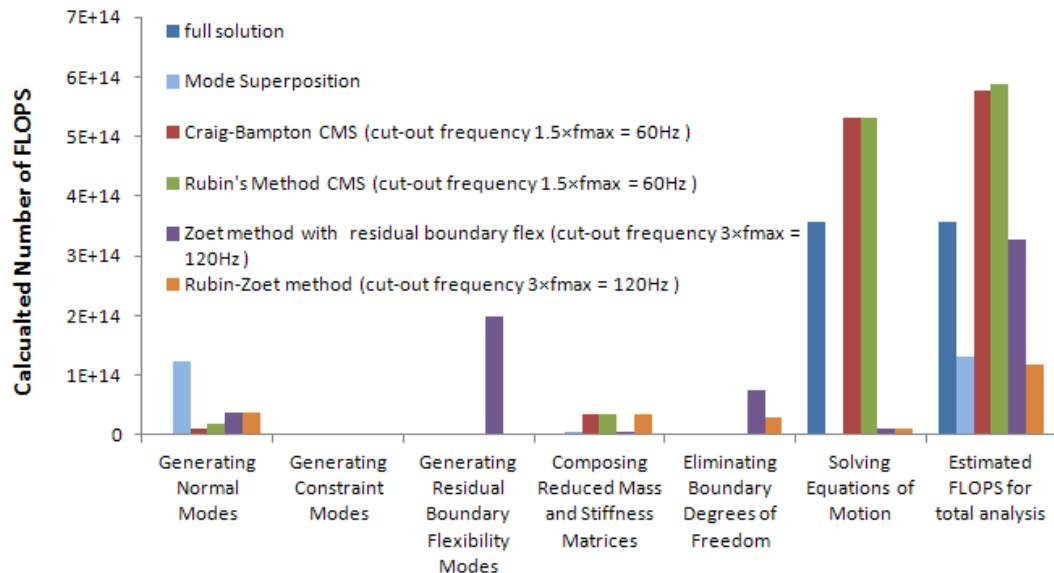 7E+14
6E+14
5E+14
4E+14
3E+14
2E+14
1E+14
0
Calcualted Number of FLOPS
full solution
Mode Superposition
Craig-Bampton CMS (cut-out frequency 1.5×fmax = 60Hz )
Rubin's Method CMS (cut-out frequency 1.5×fmax = 60Hz )
Zoet method with residual boundary flex (cut-out frequency 3×fmax =
120Hz )
Rubin-Zoet method (cut-out frequency 3×fmax = 120Hz )
Generating
Normal
Modes
Generating
Constraint
Modes
Generating
Residual
Boundary
Flexibility
Modes
Composing
Reduced Mass
and Stiffness
Matrices
Eliminating
Boundary
Degrees of
Freedom
Solving
Equations of
Motion
Estimated
FLOPS for
total analysis